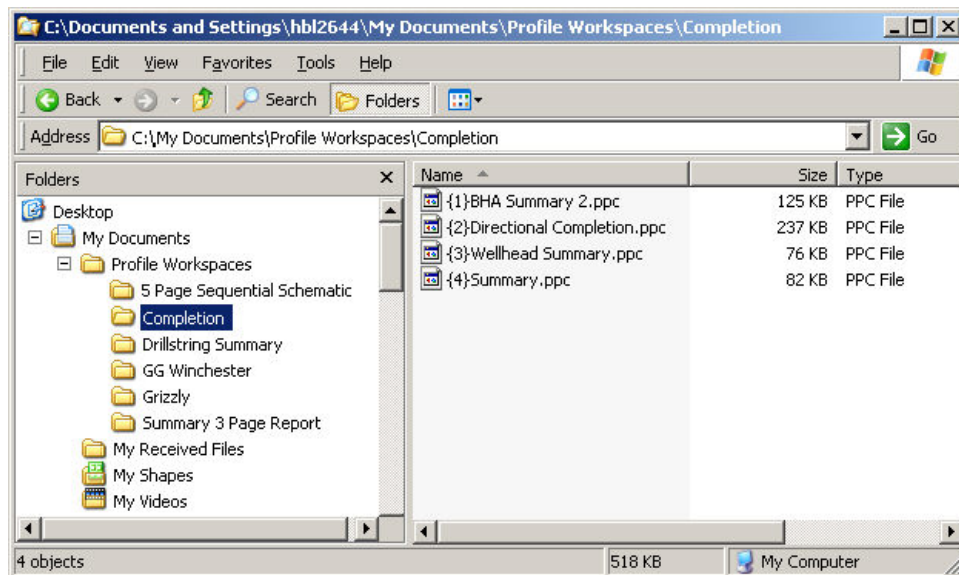 C:\Documents and Settings\hbl2644\My Documents\Profile Workspaces\Completion
File Edit View Favorites Tools Help
Back Search Folders
Address C:\My Documents\Profile Workspaces\Completion Go
Folders x
Desktop
My Documents
Profile Workspaces
5 Page Sequential Schematic
Completion
Drillstring Summary
GG Winchester
Grizzly
Summary 3 Page Report
My Received Files
My Shapes
My Videos
Name Size Type
{1}BHA Summary 2.ppc 125 KB PPC File
{2}Directional Completion.ppc 237 KB PPC File
{3}Wellhead Summary.ppc 76 KB PPC File
{4}Summary.ppc 82 KB PPC File
4 objects 518 KB My Computer